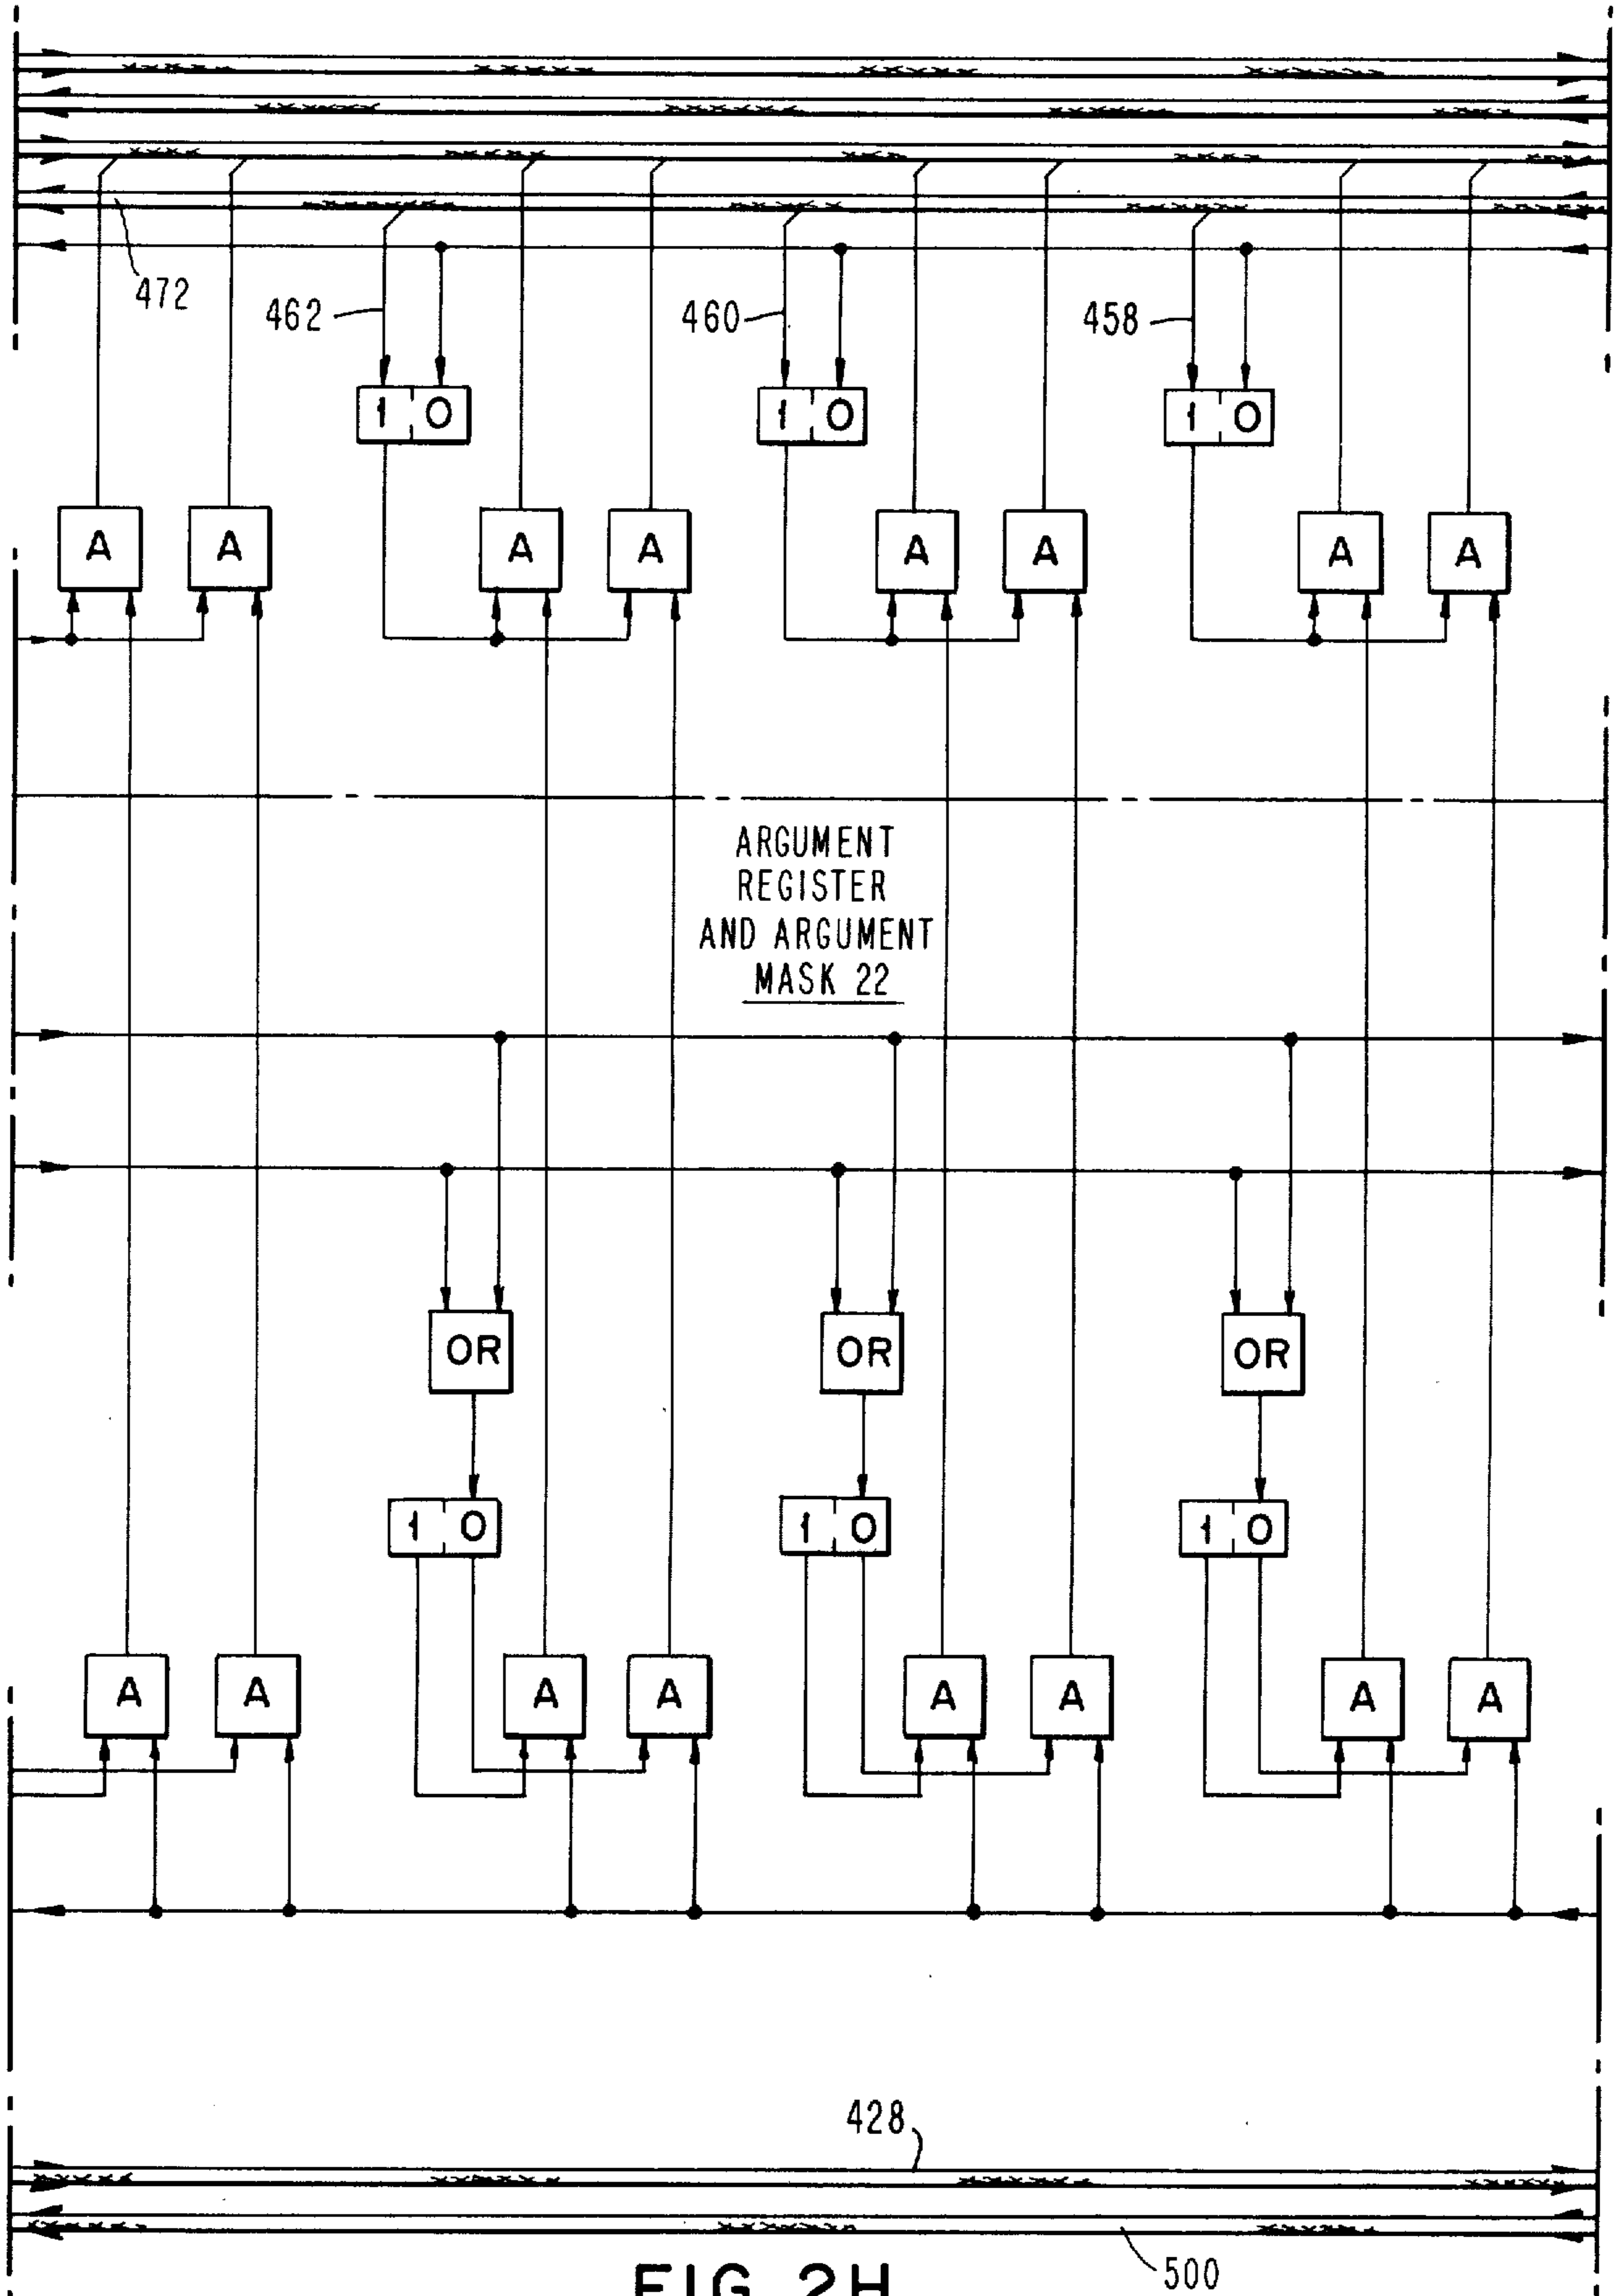 472
462
460
458
1 0
1 0
1 0
A A A A A A A A
ARGUMENT
REGISTER
AND ARGUMENT
MASK 22
OR
OR
OR
1 0
1 0
1 0
A A A A A A A A
428
500
FIG. 2H